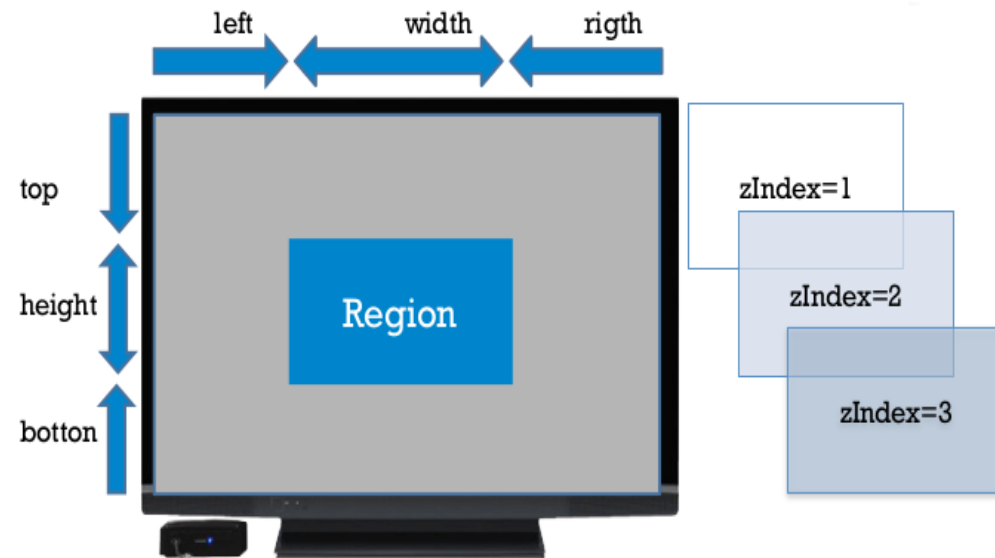 left
width
rigth
top
zIndex=1
height
Region
zIndex=2
botton
zIndex=3